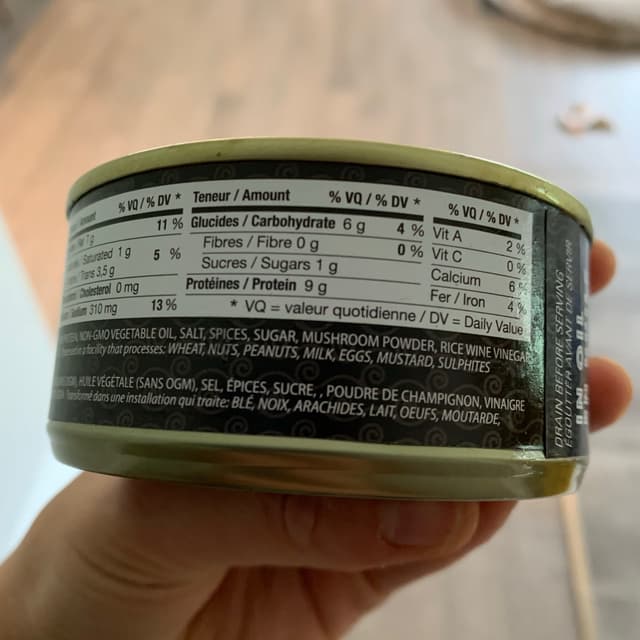 % VQ / % DV *
11 %
Saturated 1 g 5 %
Trans 3,5 g
Cholesterol 0 mg
310 mg 13 %
Teneur / Amount % VQ / % DV *
Glucides / Carbohydrate 6 g 4 %
Fibres / Fibre 0 g 0 %
Sucres / Sugars 1 g
Protéines / Protein 9 g
% VQ / % DV *
Vit A 2 %
Vit C 0 %
Calcium 6 %
Fer / Iron 4 %
* VQ = valeur quotidienne / DV = Daily Value
NON-GMO VEGETABLE OIL, SALT, SPICES, SUGAR, MUSHROOM POWDER, RICE WINE VINEGAR
a facility that processes: WHEAT, NUTS, PEANUTS, MILK, EGGS, MUSTARD, SULPHITES
HUILE VÉGÉTALE (SANS OGM), SEL, ÉPICES, SUCRE, , POUDRE DE CHAMPIGNON, VINAIGRE
Transformé dans une installation qui traite: BLÉ, NOIX, ARACHIDES, LAIT, OEUFS, MOUTARDE,
DRAIN BEFORE SERVING
ÉGOUTTER AVANT DE SERVIR